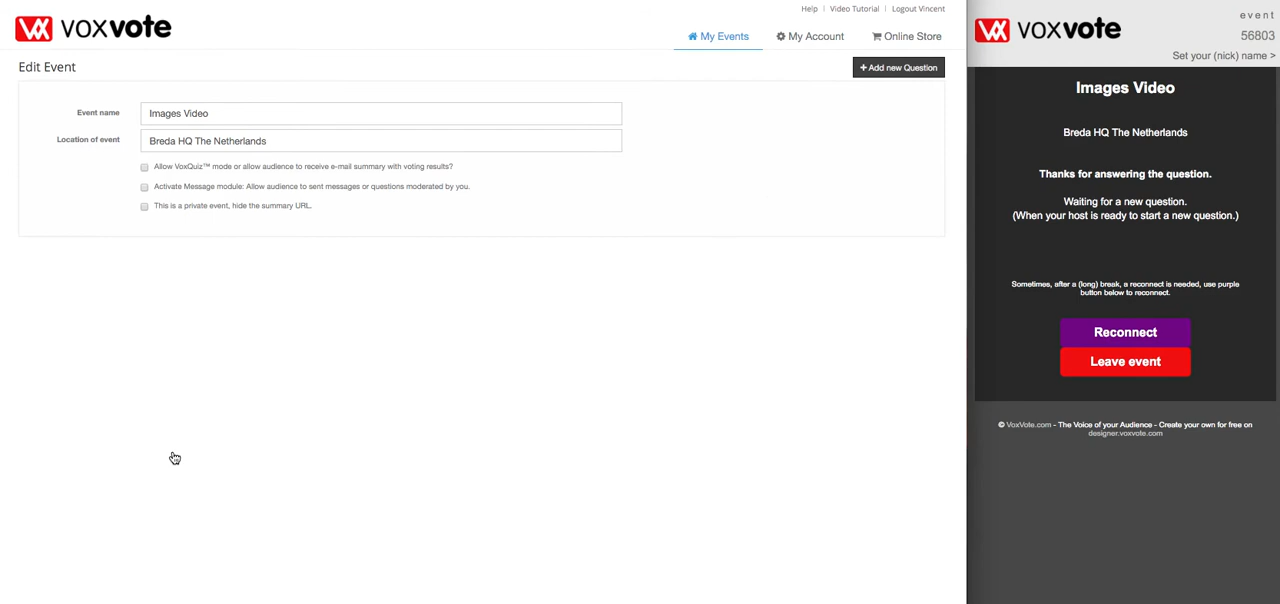 voxvote
Help | Video Tutorial | Logout Vincent
My Events My Account Online Store
Edit Event
+ Add new Question
Event name Images Video
Location of event Breda HQ The Netherlands
Allow VoxQuiz™ mode or allow audience to receive e-mail summary with voting results?
Activate Message module: Allow audience to sent messages or questions moderated by you.
This is a private event, hide the summary URL.
voxvote
event
56803
Set your (nick) name >
Images Video
Breda HQ The Netherlands
Thanks for answering the question.
Waiting for a new question.
(When your host is ready to start a new question.)
Sometimes, after a (long) break, a reconnect is needed, use purple
button below to reconnect.
Reconnect
Leave event
© VoxVote.com - The Voice of your Audience - Create your own for free on
designer.voxvote.com